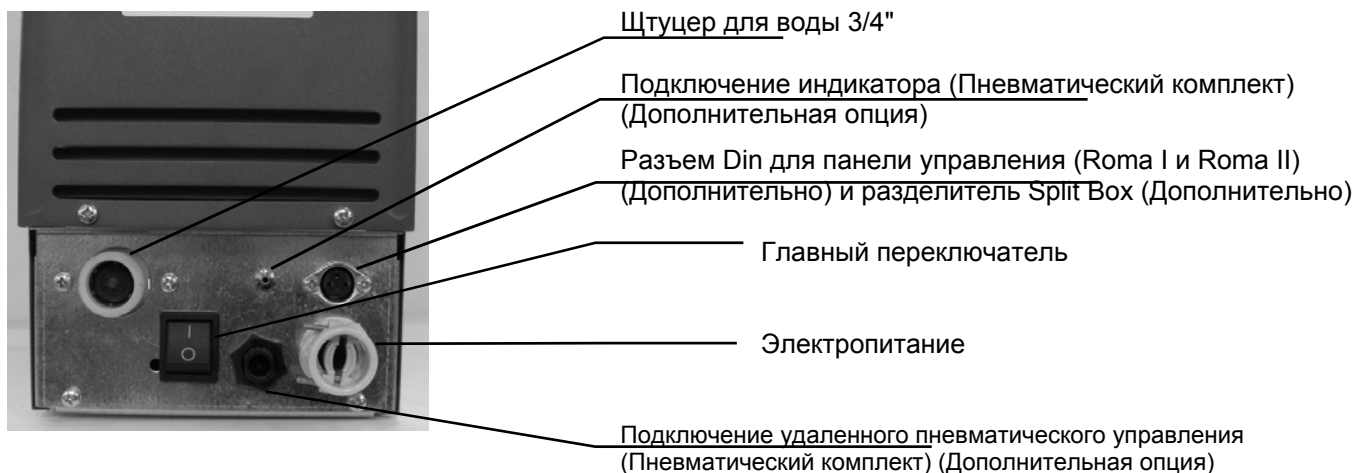 Щтуцер для воды 3/4"
Подключение индикатора (Пневматический комплект)
(Дополнительная опция)
Разъем Din для панели управления (Roma I и Roma II)
(Дополнительно) и разделитель Split Box (Дополнительно)
Главный переключатель
I
O
Электропитание
Подключение удаленного пневматического управления
(Пневматический комплект) (Дополнительная опция)